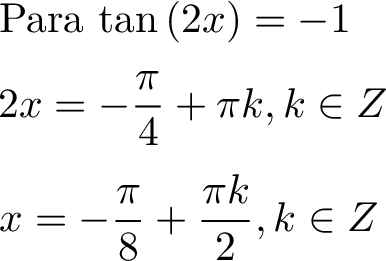 Para tan (2x) = −1
2x = −π/4 + πk, k ∈ Z
x = −π/8 + πk/2, k ∈ Z